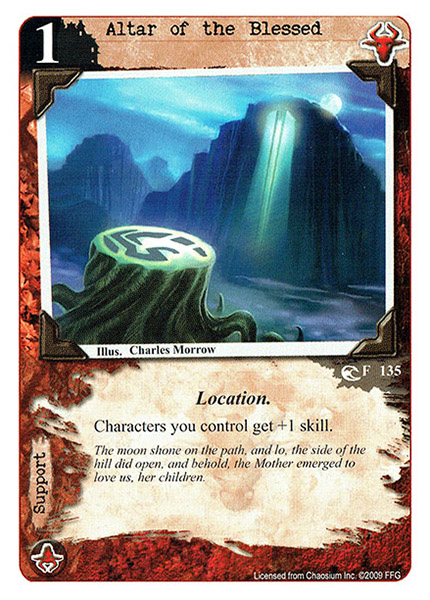 1
Altar of the Blessed
Illus. Charles Morrow
F 135
Location.
Characters you control get +1 skill.
The moon shone on the path, and lo, the side of the
hill did open, and behold, the Mother emerged to
love us, her children.
Support
Licensed from Chaosium Inc. ©2009 FFG